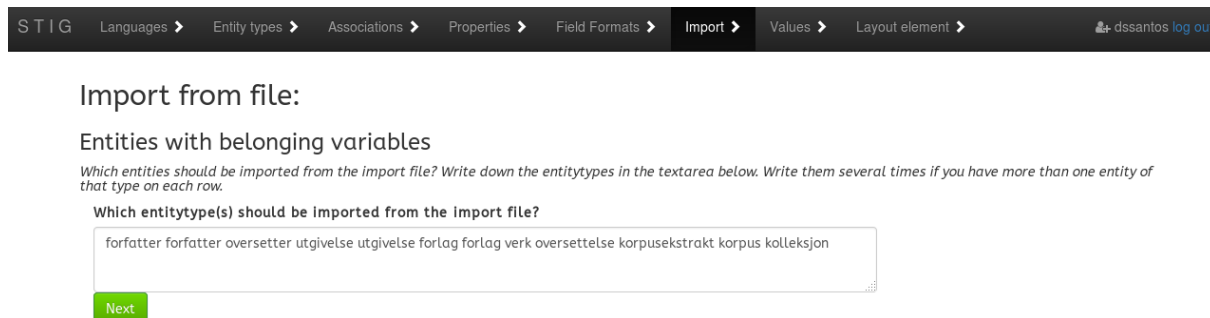 STIG Languages Entity types Associations Properties Field Formats Import Values Layout element dssantos log ou
Import from file:
Entities with belonging variables
Which entities should be imported from the import file? Write down the entitytypes in the textarea below. Write them several times if you have more than one entity of
that type on each row.
Which entitytype(s) should be imported from the import file?
forfatter forfatter oversetter utgivelse utgivelse forlag forlag verk oversettelse korpusekstrakt korpus kolleksjon
Next